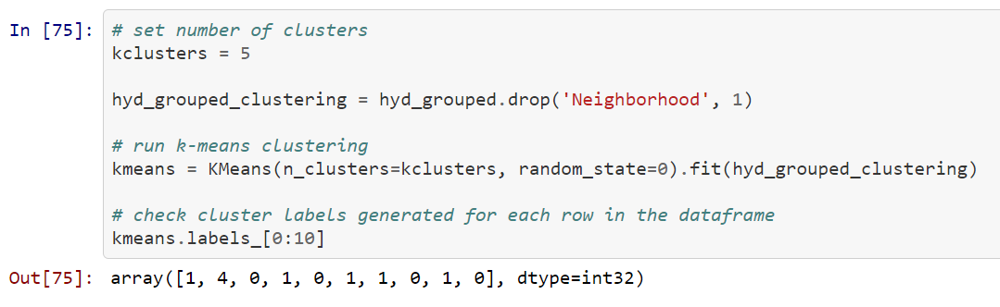 In [75]: # set number of clusters
kclusters = 5
hyd_grouped_clustering = hyd_grouped.drop('Neighborhood', 1)
# run k-means clustering
kmeans = KMeans(n_clusters=kclusters, random_state=0).fit(hyd_grouped_clustering)
# check cluster labels generated for each row in the dataframe
kmeans.labels_[0:10]
Out[75]: array([1, 4, 0, 1, 0, 1, 1, 0, 1, 0], dtype=int32)